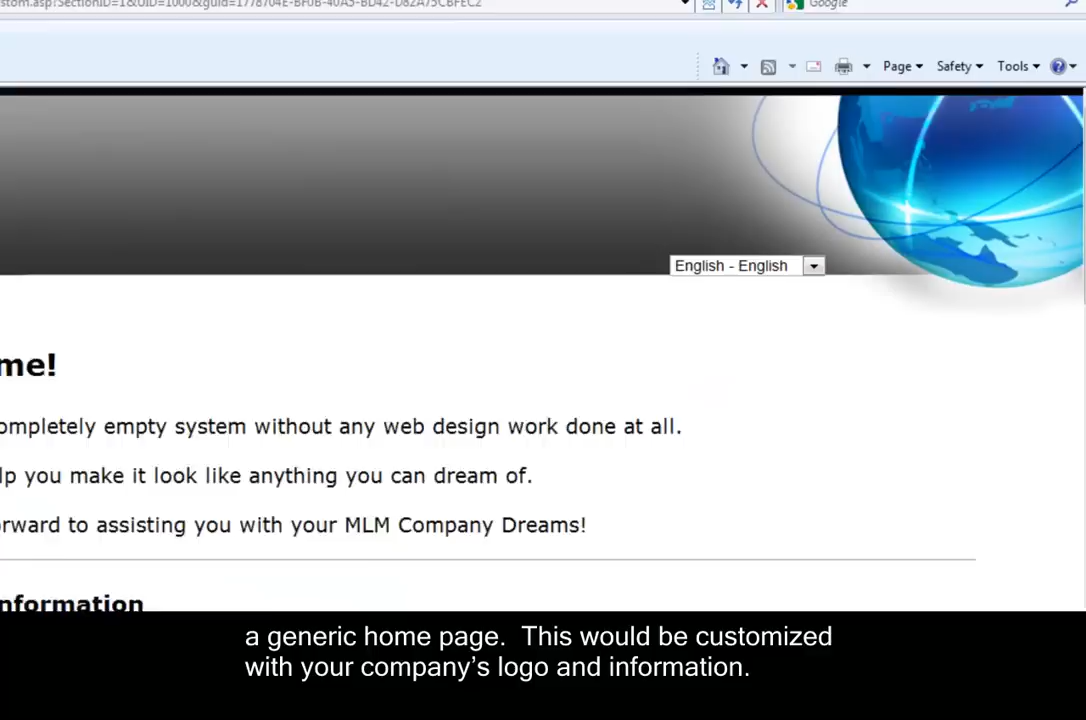 Google
Page Safety Tools
English - English
me!
ompletely empty system without any web design work done at all.
lp you make it look like anything you can dream of.
orward to assisting you with your MLM Company Dreams!
nformation
a generic home page. This would be customized
with your company’s logo and information.